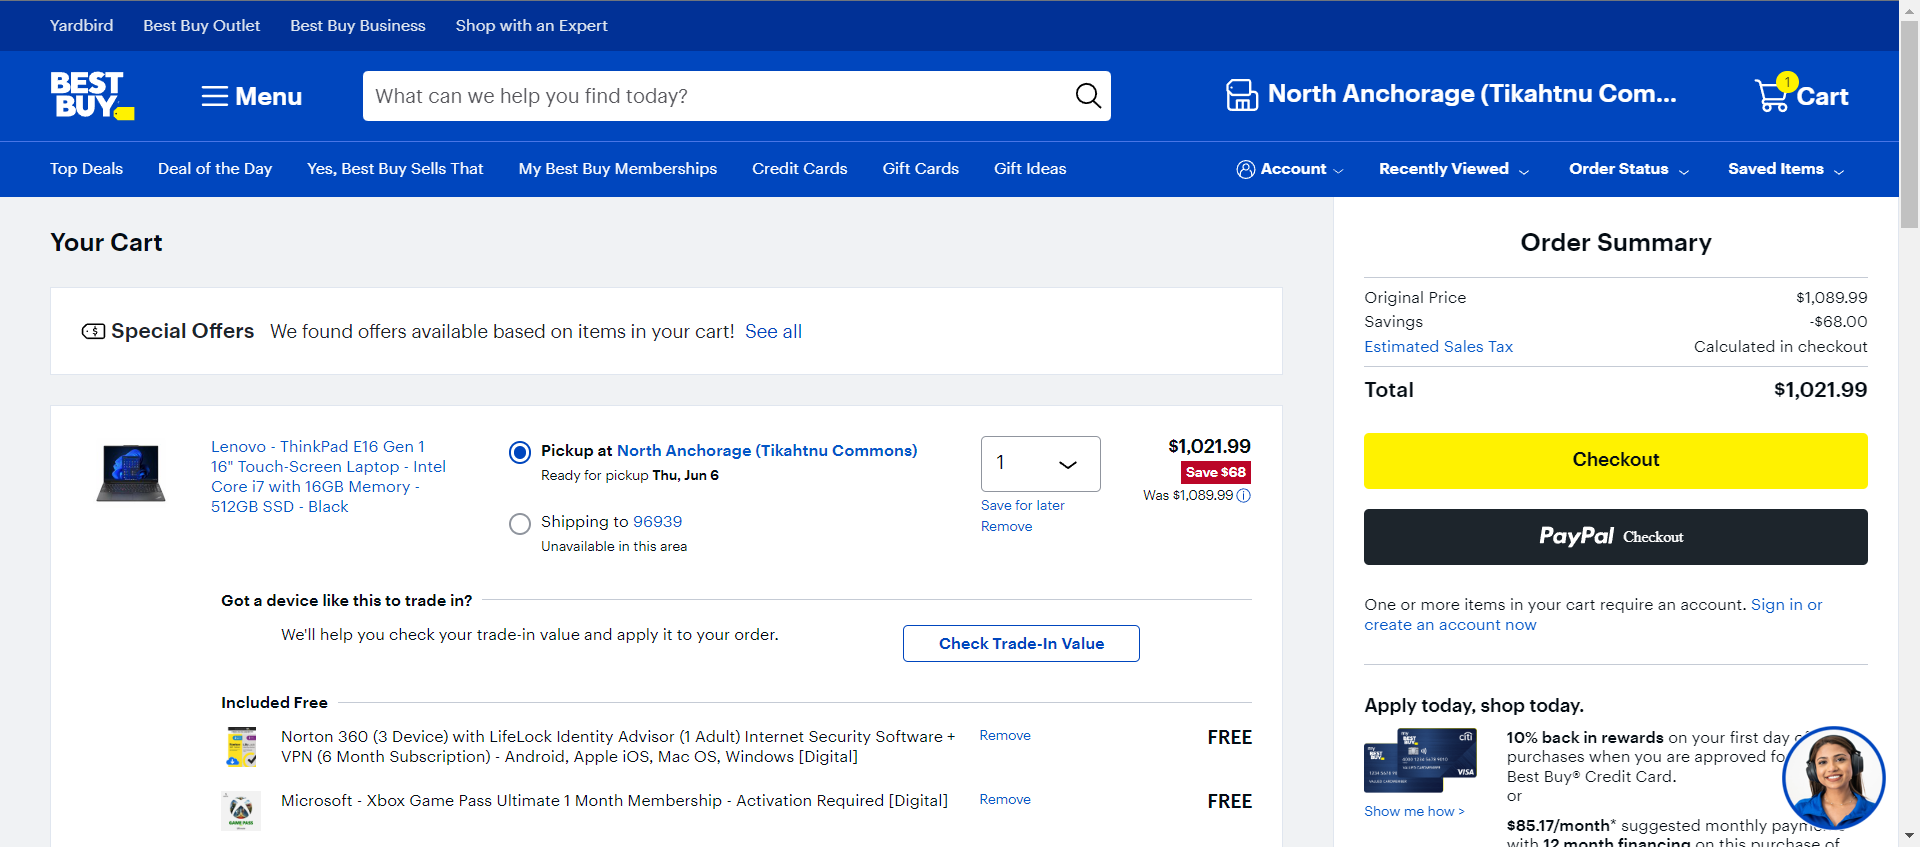 Yardbird
Best Buy Outlet
Best Buy Business
Shop with an Expert
BEST
BUY
Menu
What can we help you find today?
North Anchorage (Tikahtnu Com...
1
Cart
Top Deals
Deal of the Day
Yes, Best Buy Sells That
My Best Buy Memberships
Credit Cards
Gift Cards
Gift Ideas
Account
Recently Viewed
Order Status
Saved Items
Your Cart
Special Offers We found offers available based on items in your cart! See all
Lenovo - ThinkPad E16 Gen 1
16" Touch-Screen Laptop - Intel
Core i7 with 16GB Memory -
512GB SSD - Black
Pickup at North Anchorage (Tikahtnu Commons)
Ready for pickup Thu, Jun 6
Shipping to 96939
Unavailable in this area
1
Save for later
Remove
$1,021.99
Save $68
Was $1,089.99
Got a device like this to trade in?
We'll help you check your trade-in value and apply it to your order.
Check Trade-In Value
Included Free
Norton 360 (3 Device) with LifeLock Identity Advisor (1 Adult) Internet Security Software +
VPN (6 Month Subscription) - Android, Apple iOS, Mac OS, Windows [Digital]
Remove
FREE
Microsoft - Xbox Game Pass Ultimate 1 Month Membership - Activation Required [Digital]
Remove
FREE
GAME PASS
Order Summary
Original Price $1,089.99
Savings -$68.00
Estimated Sales Tax Calculated in checkout
Total $1,021.99
Checkout
PayPal Checkout
One or more items in your cart require an account. Sign in or
create an account now
Apply today, shop today.
my
BEST
BUY
citi
VISA
Show me how >
10% back in rewards on your first day
purchases when you are approved fo
Best Buy® Credit Card.
or
$85.17/month* suggested monthly payme
with 12 month financing on this purchase of